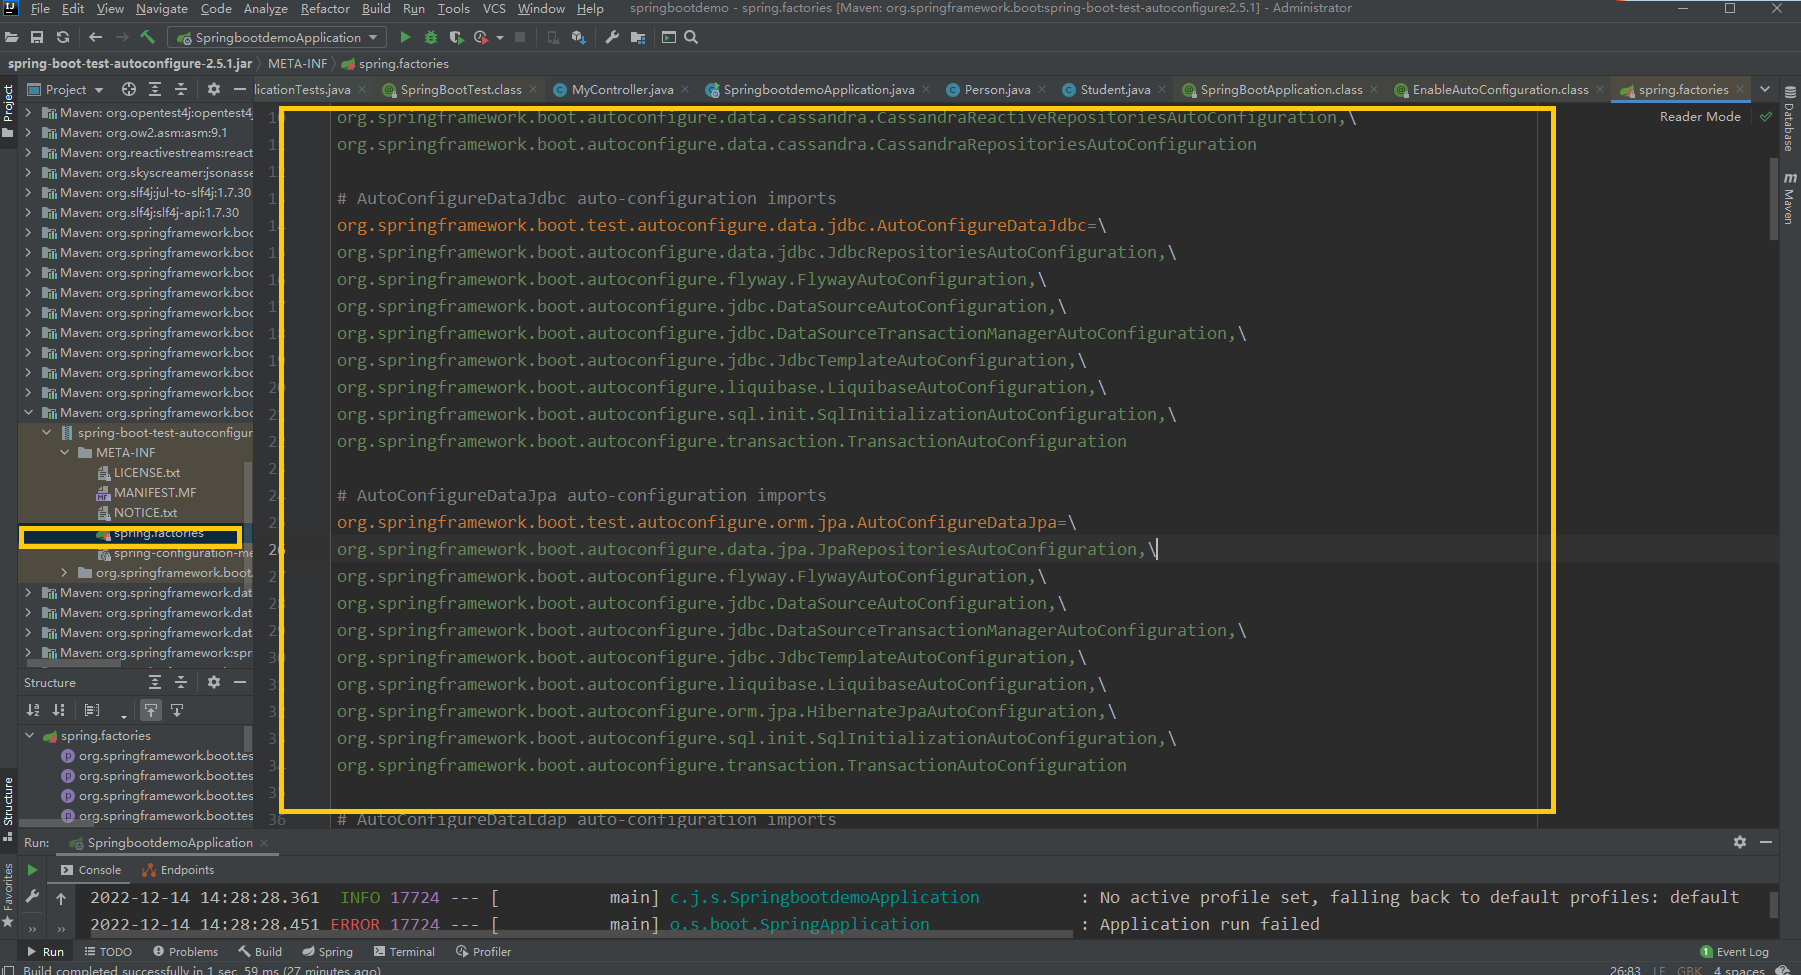 File Edit View Navigate Code Analyze Refactor Build Run Tools VCS Window Help springbootdemo - spring.factories [Maven: org.springframework.boot:spring-boot-test-autoconfigure:2.5.1] - Administrator
SpringbootdemoApplication
spring-boot-test-autoconfigure-2.5.1.jar META-INF spring.factories
Project
licationTests.java SpringBootTest.class MyController.java SpringbootdemoApplication.java Person.java Student.java SpringBootApplication.class EnableAutoConfiguration.class spring.factories
Project
Structure
Favorites
Database
Maven
Reader Mode
Maven: org.opentest4j:opentest4j
Maven: org.ow2.asm:asm:9.1
Maven: org.reactivestreams:react
Maven: org.skyscreamer:jsonasse
Maven: org.slf4j:jul-to-slf4j:1.7.30
Maven: org.slf4j:slf4j-api:1.7.30
Maven: org.springframework.boo
Maven: org.springframework.boo
Maven: org.springframework.boo
Maven: org.springframework.boo
Maven: org.springframework.boo
Maven: org.springframework.boo
Maven: org.springframework.boo
Maven: org.springframework.boo
Maven: org.springframework.boo
Maven: org.springframework.boo
spring-boot-test-autoconfigur
META-INF
LICENSE.txt
MANIFEST.MF
NOTICE.txt
spring.factories
spring-configuration-me
org.springframework.boot.
Maven: org.springframework.dat
Maven: org.springframework.dat
Maven: org.springframework.dat
Maven: org.springframework:spr
Structure
spring.factories
org.springframework.boot.tes
org.springframework.boot.tes
org.springframework.boot.tes
org.springframework.boot.tes
org.springframework.boot.autoconfigure.data.cassandra.CassandraReactiveRepositoriesAutoConfiguration,\
org.springframework.boot.autoconfigure.data.cassandra.CassandraRepositoriesAutoConfiguration
# AutoConfigureDataJdbc auto-configuration imports
org.springframework.boot.test.autoconfigure.data.jdbc.AutoConfigureDataJdbc=\
org.springframework.boot.autoconfigure.data.jdbc.JdbcRepositoriesAutoConfiguration,\
org.springframework.boot.autoconfigure.flyway.FlywayAutoConfiguration,\
org.springframework.boot.autoconfigure.jdbc.DataSourceAutoConfiguration,\
org.springframework.boot.autoconfigure.jdbc.DataSourceTransactionManagerAutoConfiguration,\
org.springframework.boot.autoconfigure.jdbc.JdbcTemplateAutoConfiguration,\
org.springframework.boot.autoconfigure.liquibase.LiquibaseAutoConfiguration,\
org.springframework.boot.autoconfigure.sql.init.SqlInitializationAutoConfiguration,\
org.springframework.boot.autoconfigure.transaction.TransactionAutoConfiguration
# AutoConfigureDataJpa auto-configuration imports
org.springframework.boot.test.autoconfigure.orm.jpa.AutoConfigureDataJpa=\
org.springframework.boot.autoconfigure.data.jpa.JpaRepositoriesAutoConfiguration,\
org.springframework.boot.autoconfigure.flyway.FlywayAutoConfiguration,\
org.springframework.boot.autoconfigure.jdbc.DataSourceAutoConfiguration,\
org.springframework.boot.autoconfigure.jdbc.DataSourceTransactionManagerAutoConfiguration,\
org.springframework.boot.autoconfigure.jdbc.JdbcTemplateAutoConfiguration,\
org.springframework.boot.autoconfigure.liquibase.LiquibaseAutoConfiguration,\
org.springframework.boot.autoconfigure.orm.jpa.HibernateJpaAutoConfiguration,\
org.springframework.boot.autoconfigure.sql.init.SqlInitializationAutoConfiguration,\
org.springframework.boot.autoconfigure.transaction.TransactionAutoConfiguration
36 # AutoConfigureDataLdap auto-configuration imports
Run: SpringbootdemoApplication
Console Endpoints
2022-12-14 14:28:28.361 INFO 17724 --- [ main] c.j.s.SpringbootdemoApplication : No active profile set, falling back to default profiles: default
2022-12-14 14:28:28.451 ERROR 17724 --- [ main] o.s.boot.SpringApplication : Application run failed
Run TODO Problems Build Spring Terminal Profiler 1 Event Log
Build completed successfully in 1 sec, 59 ms (27 minutes ago) 26:83 LF GBK 4 spaces